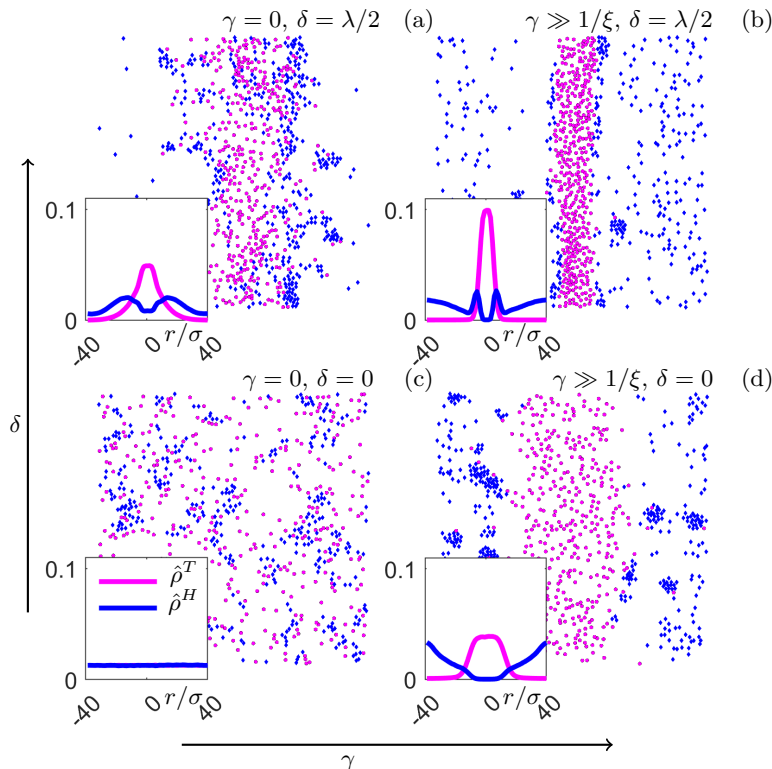 γ = 0, δ = λ/2 (a)
γ ≫ 1/ξ, δ = λ/2 (b)
0.1
0
-40
0
40
r/σ
0.1
0
-40
0
40
r/σ
γ = 0, δ = 0 (c)
γ ≫ 1/ξ, δ = 0 (d)
δ
0.1
ρ̂^T
ρ̂^H
0
-40
0
40
r/σ
0.1
0
-40
0
40
r/σ
γ